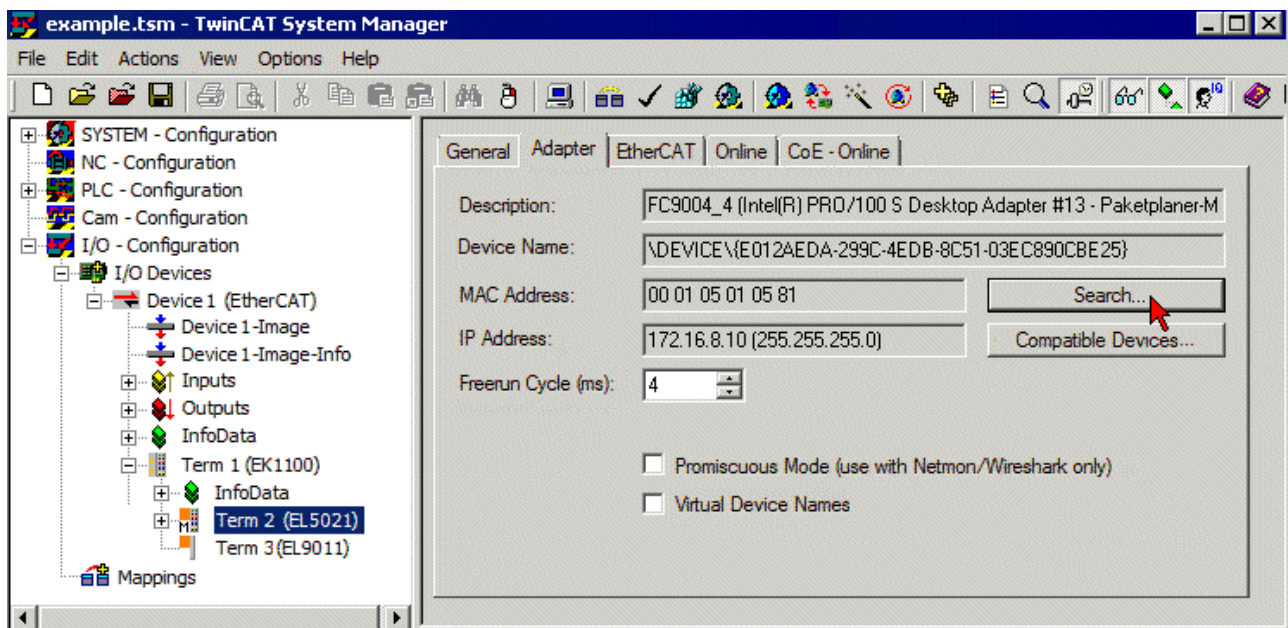 example.tsm - TwinCAT System Manager
File Edit Actions View Options Help
SYSTEM - Configuration
NC - Configuration
PLC - Configuration
Cam - Configuration
I/O - Configuration
I/O Devices
Device 1 (EtherCAT)
Device 1-Image
Device 1-Image-Info
Inputs
Outputs
InfoData
Term 1 (EK1100)
InfoData
Term 2 (EL5021)
Term 3(EL9011)
Mappings
General Adapter EtherCAT Online CoE - Online
Description: FC9004_4 (Intel(R) PRO/100 S Desktop Adapter #13 - Paketplaner-M
Device Name: \DEVICE\{E012AEDA-299C-4EDB-8C51-03EC890CBE25}
MAC Address: 00 01 05 01 05 81 Search...
IP Address: 172.16.8.10 (255.255.255.0) Compatible Devices...
Freerun Cycle (ms): 4
Promiscuous Mode (use with Netmon/Wireshark only)
Virtual Device Names